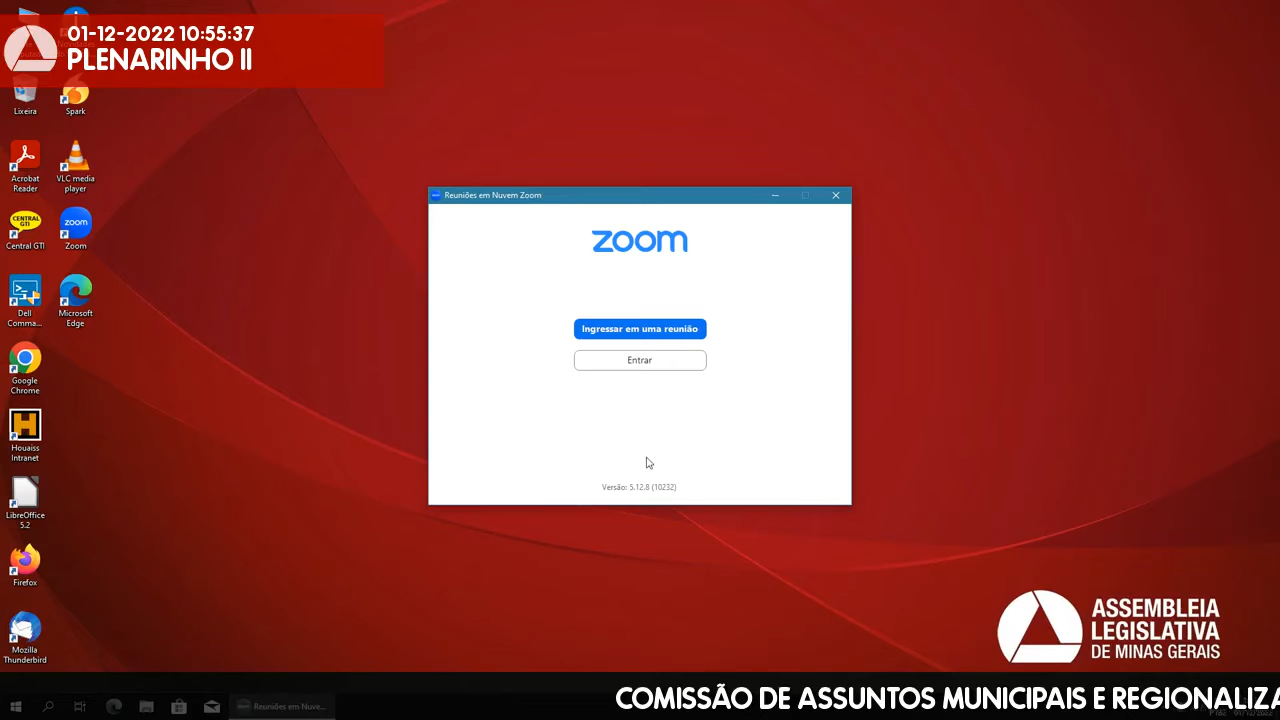 01-12-2022 10:55:37
PLENARINHO II
Lixeira
Spark
Acrobat
Reader
VLC media
player
CENTRAL
GTI
Central GTI
zoom
Zoom
Dell
Comma...
Microsoft
Edge
Google
Chrome
H
Houaiss
Intranet
LibreOffice
5.2
Firefox
Mozilla
Thunderbird
Reuniões em Nuvem Zoom
zoom
Ingressar em uma reunião
Entrar
Versão: 5.12.8 (10232)
ASSEMBLEIA
LEGISLATIVA
DE MINAS GERAIS
Reuniões em Nuve...
COMISSÃO DE ASSUNTOS MUNICIPAIS E REGIONALIZA